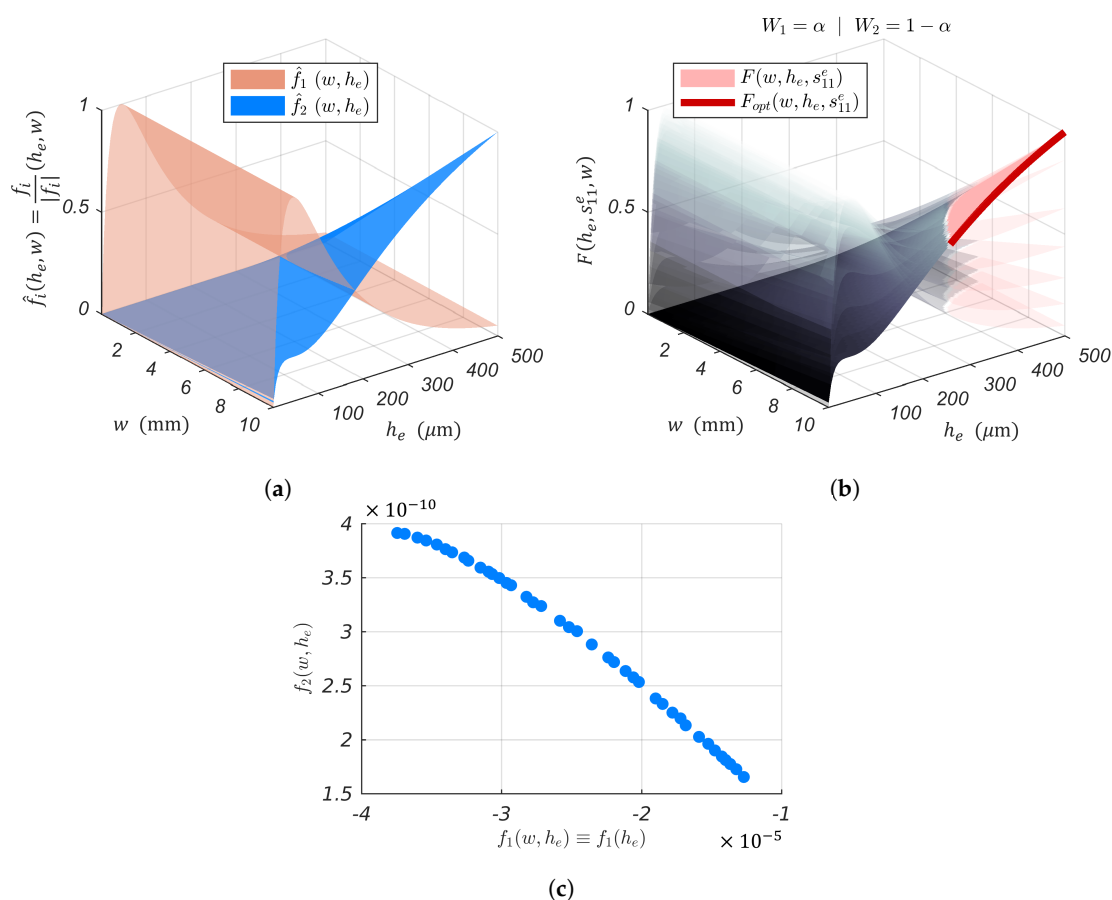 W₁ = α | W₂ = 1 − α
f̂₁ (w, hₑ)
f̂₂ (w, hₑ)
f̂ᵢ(hₑ, w) = fᵢ/|fᵢ| (hₑ, w)
1
0.5
0
2
4
6
8
10
w (mm)
100
200
300
400
500
hₑ (μm)
(a)
F(w, hₑ, s₁₁ᵉ)
F_opt(w, hₑ, s₁₁ᵉ)
F(hₑ, s₁₁ᵉ, w)
1
0.5
0
2
4
6
8
10
w (mm)
100
200
300
400
500
hₑ (μm)
(b)
× 10⁻¹⁰
4
3.5
3
2.5
2
1.5
f₂(w, hₑ)
-4
-3
-2
-1
f₁(w, hₑ) ≡ f₁(hₑ)
× 10⁻⁵
(c)